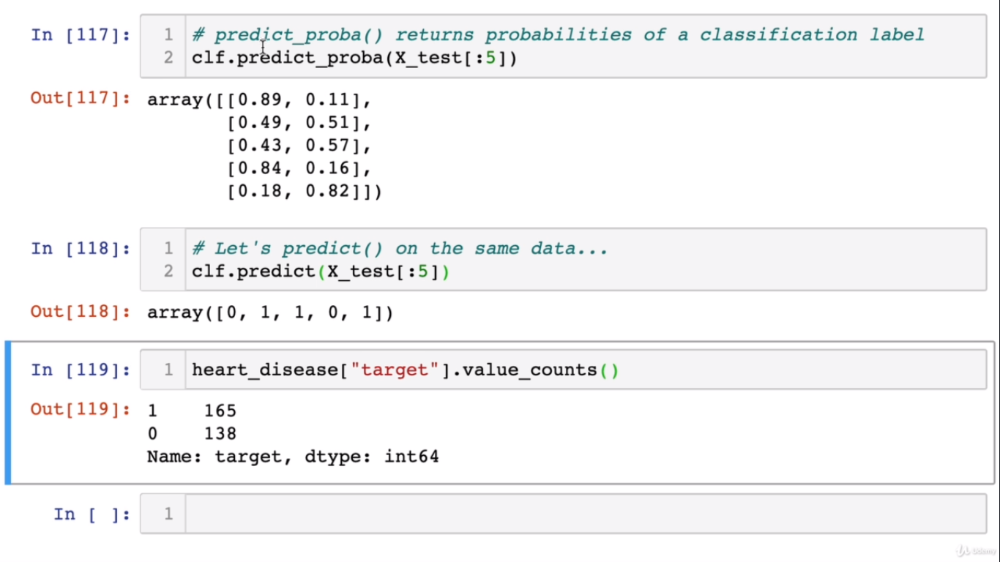 In [117]: 1 # predict_proba() returns probabilities of a classification label
2 clf.predict_proba(X_test[:5])
Out[117]: array([[0.89, 0.11],
[0.49, 0.51],
[0.43, 0.57],
[0.84, 0.16],
[0.18, 0.82]])
In [118]: 1 # Let's predict() on the same data...
2 clf.predict(X_test[:5])
Out[118]: array([0, 1, 1, 0, 1])
In [119]: 1 heart_disease["target"].value_counts()
Out[119]: 1 165
0 138
Name: target, dtype: int64
In [ ]: 1
Udemy